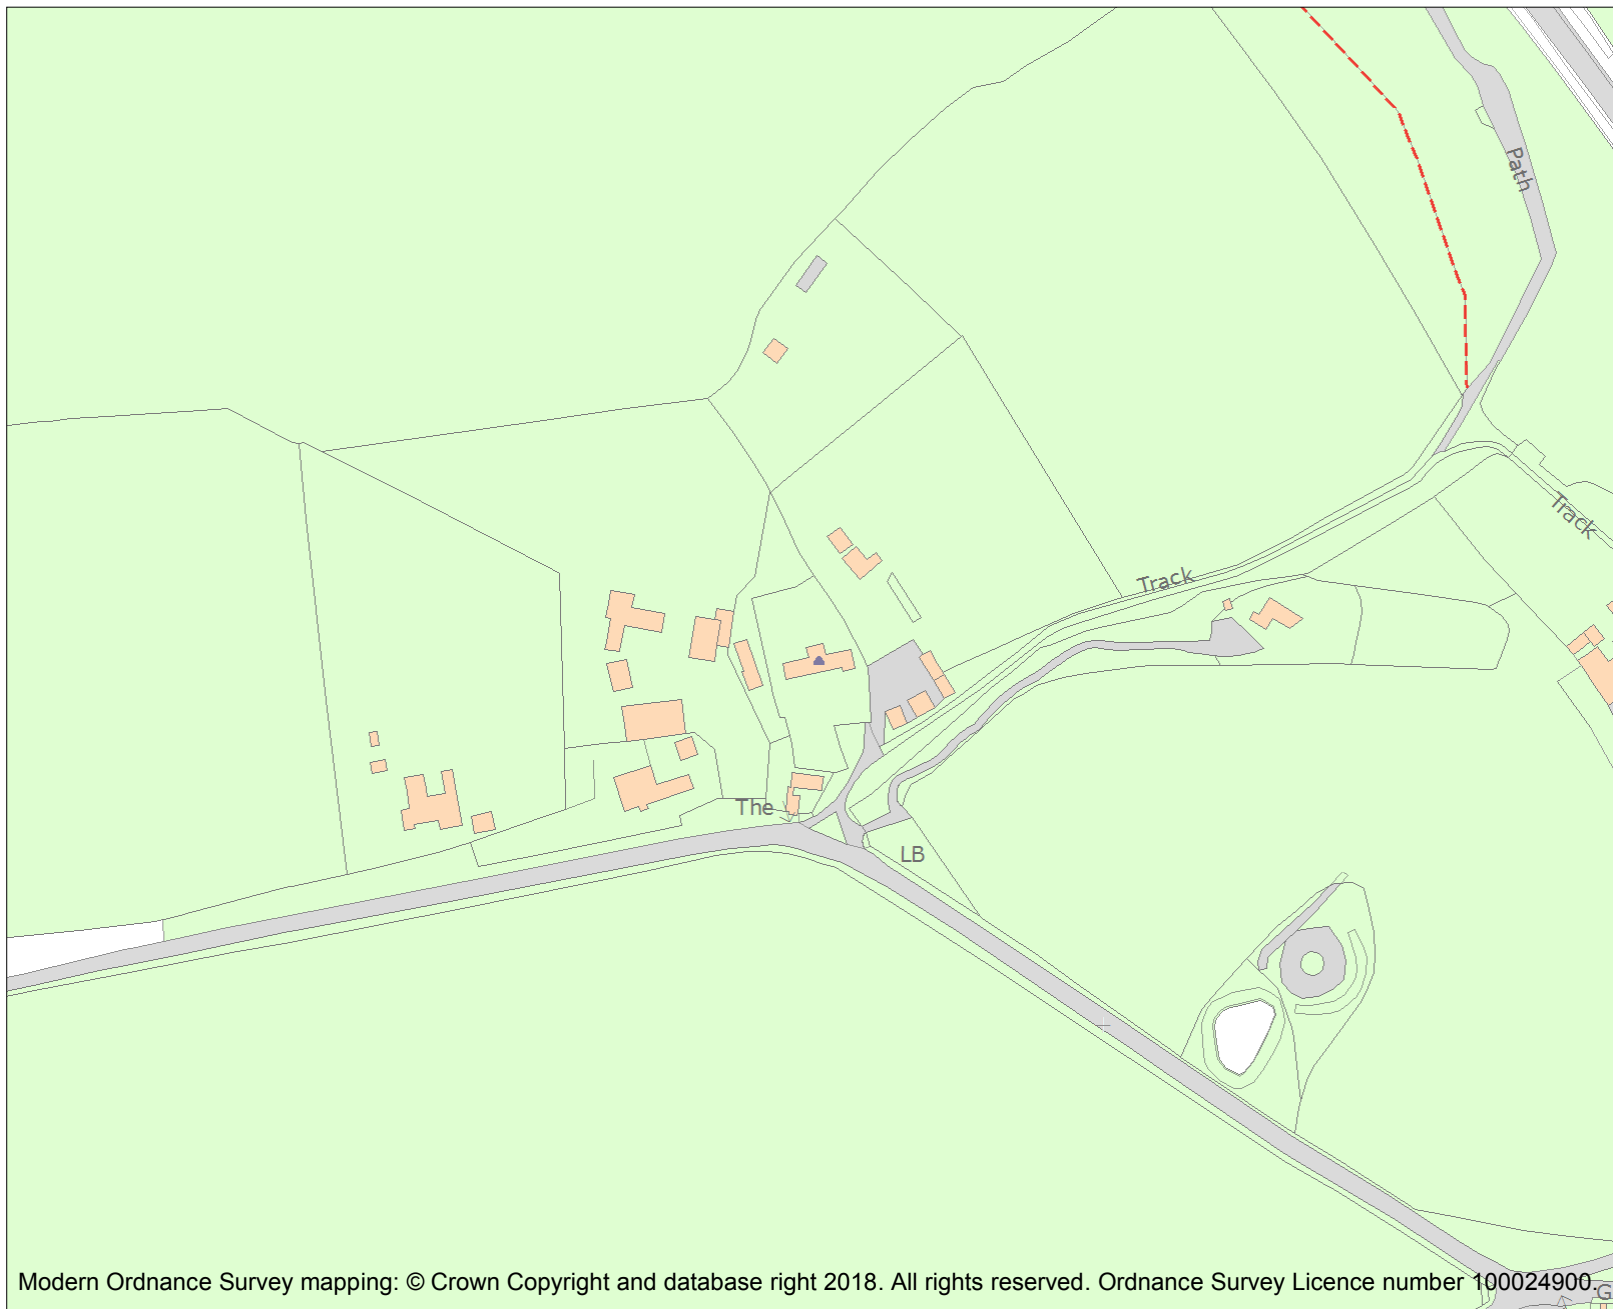 Path
Track
Track
The
LB
Modern Ordnance Survey mapping: © Crown Copyright and database right 2018. All rights reserved. Ordnance Survey Licence number 100024900.
G